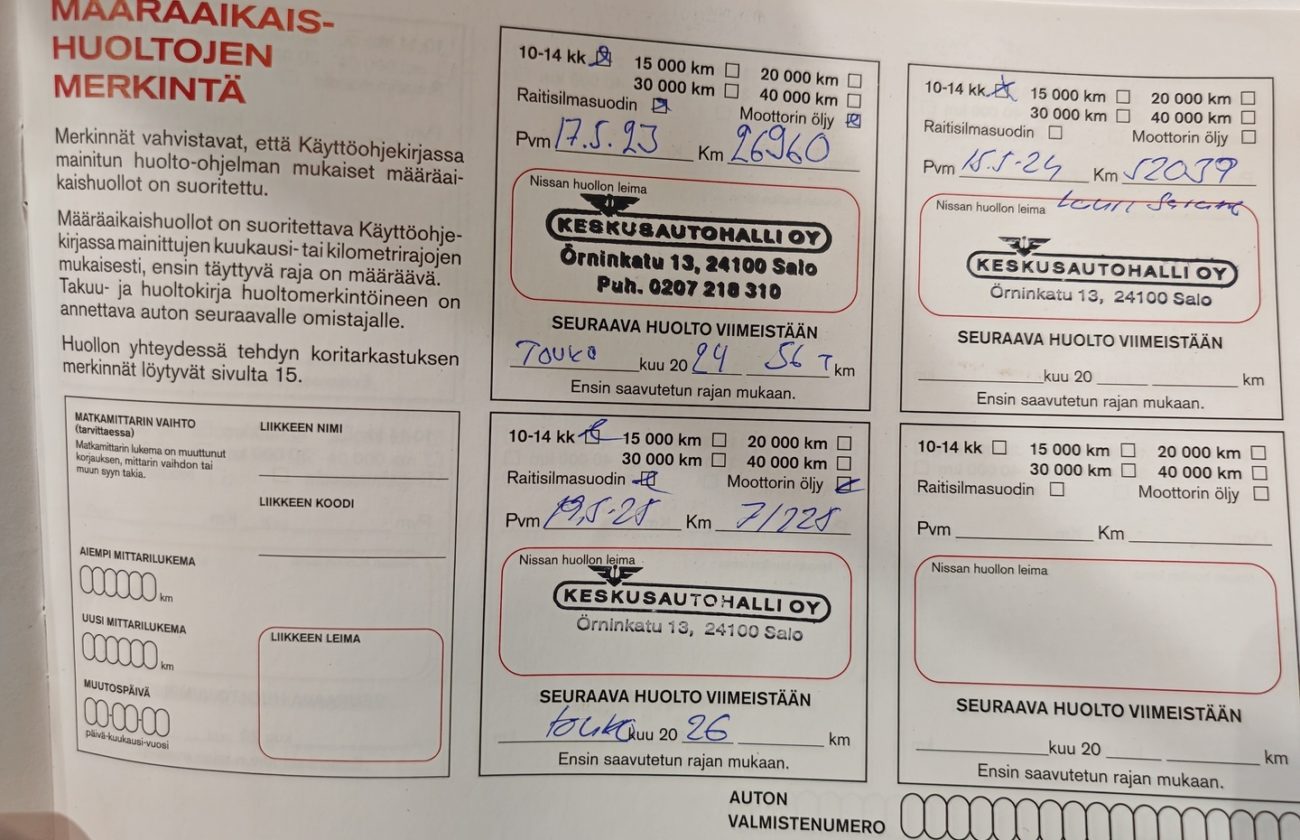 MÄÄRÄAIKAIS-
HUOLTOJEN
MERKINTÄ
Merkinnät vahvistavat, että Käyttöohjekirjassa
mainitun huolto-ohjelman mukaiset määräai-
kaishuollot on suoritettu.
Määräaikaishuollot on suoritettava Käyttöohje-
kirjassa mainittujen kuukausi- tai kilometrirajojen
mukaisesti, ensin täyttyvä raja on määräävä.
Takuu- ja huoltokirja huoltomerkintöineen on
annettava auton seuraavalle omistajalle.
Huollon yhteydessä tehdyn koritarkastuksen
merkinnät löytyvät sivulta 15.
MATKAMITTARIN VAIHTO
(tarvittaessa)
Matkamittarin lukema on muuttunut
korjauksen, mittarin vaihdon tai
muun syyn takia.
AIEMPI MITTARILUKEMA
km
UUSI MITTARILUKEMA
km
MUUTOSPÄIVÄ
päivä-kuukausi-vuosi
LIIKKEEN NIMI
LIIKKEEN KOODI
LIIKKEEN LEIMA
10-14 kk 15 000 km 20 000 km
30 000 km 40 000 km
Raitisilmasuodin Moottorin öljy
Pvm 17.5.23 Km 26960
Nissan huollon leima
KESKUSAUTOHALLI OY
Örninkatu 13, 24100 Salo
Puh. 0207 218 310
SEURAAVA HUOLTO VIIMEISTÄÄN
Touko kuu 20 24 56 T km
Ensin saavutetun rajan mukaan.
10-14 kk 15 000 km 20 000 km
30 000 km 40 000 km
Raitisilmasuodin Moottorin öljy
Pvm 15.5-24 Km 52039
Nissan huollon leima
KESKUSAUTOHALLI OY
Örninkatu 13, 24100 Salo
SEURAAVA HUOLTO VIIMEISTÄÄN
kuu 20 km
Ensin saavutetun rajan mukaan.
10-14 kk 15 000 km 20 000 km
30 000 km 40 000 km
Raitisilmasuodin Moottorin öljy
Pvm 19.5-25 Km
Nissan huollon leima
KESKUSAUTOHALLI OY
Örninkatu 13, 24100 Salo
SEURAAVA HUOLTO VIIMEISTÄÄN
touko kuu 20 26 km
Ensin saavutetun rajan mukaan.
10-14 kk 15 000 km 20 000 km
30 000 km 40 000 km
Raitisilmasuodin Moottorin öljy
Pvm Km
Nissan huollon leima
SEURAAVA HUOLTO VIIMEISTÄÄN
kuu 20 km
Ensin saavutetun rajan mukaan.
AUTON
VALMISTENUMERO